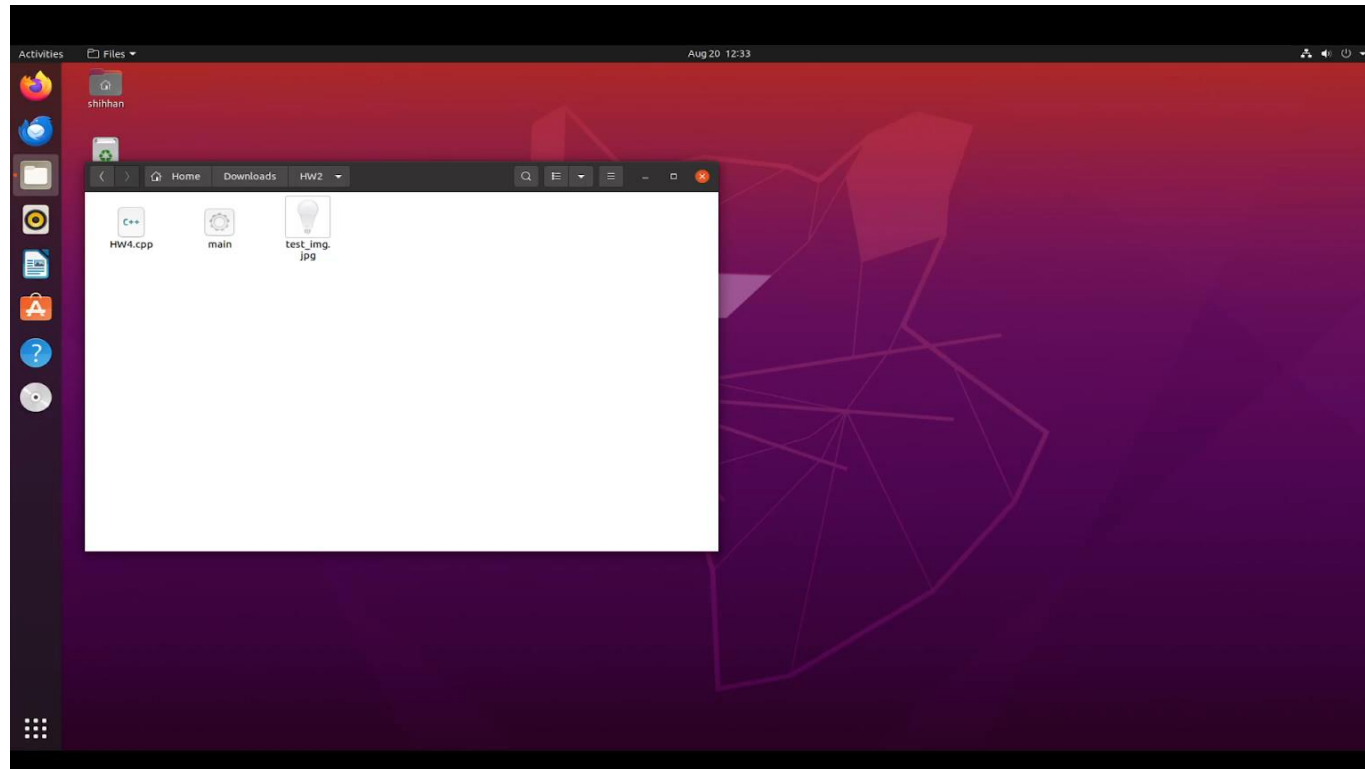 Activities Files Aug 20 12:33
shihhan
Home Downloads HW2
C++
HW4.cpp main test_img.
jpg
A
?